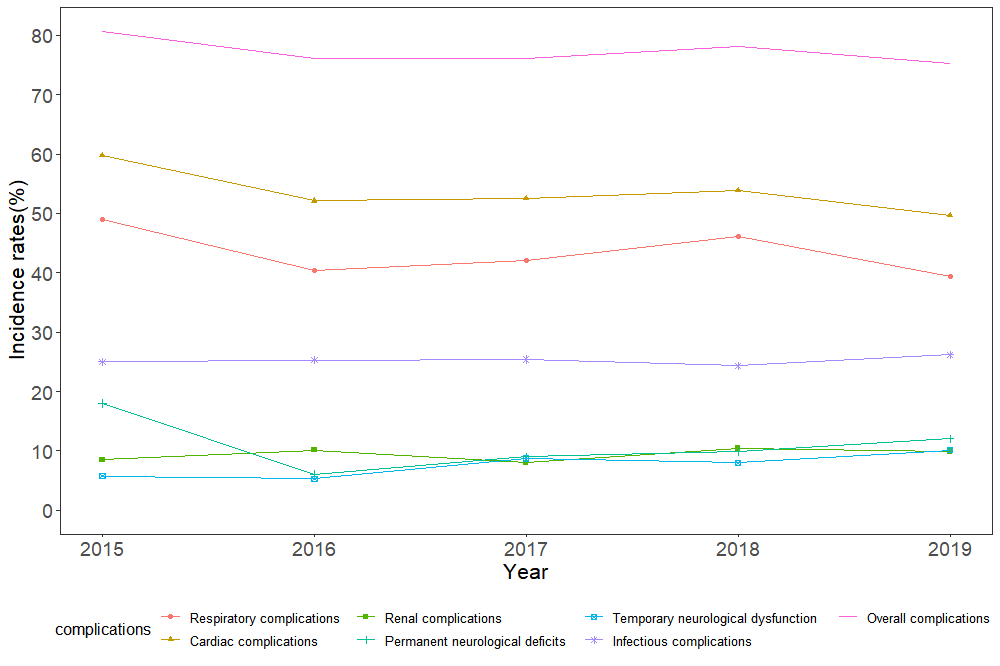 80
70
60
50
40
30
20
10
0
Incidence rates(%)
2015 2016 2017 2018 2019
Year
complications
Respiratory complications Renal complications Temporary neurological dysfunction Overall complications
Cardiac complications Permanent neurological deficits Infectious complications